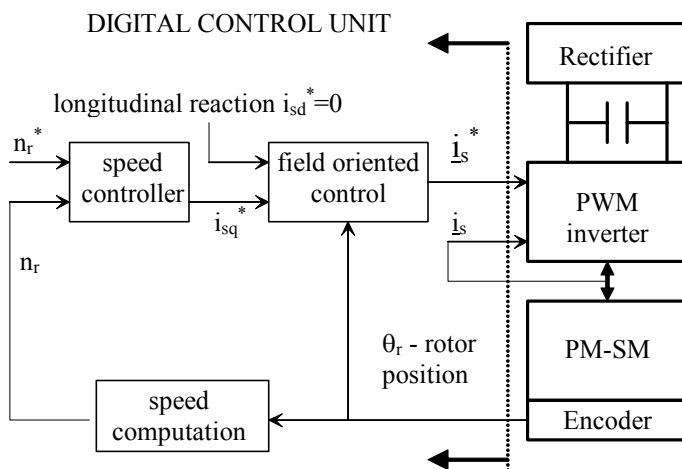 DIGITAL CONTROL UNIT
Rectifier
longitudinal reaction i_sd^*=0
n_r^*
speed
controller
field oriented
control
i_s^*
i_sq^*
i_s
PWM
inverter
n_r
θ_r - rotor
position
PM-SM
speed
computation
Encoder